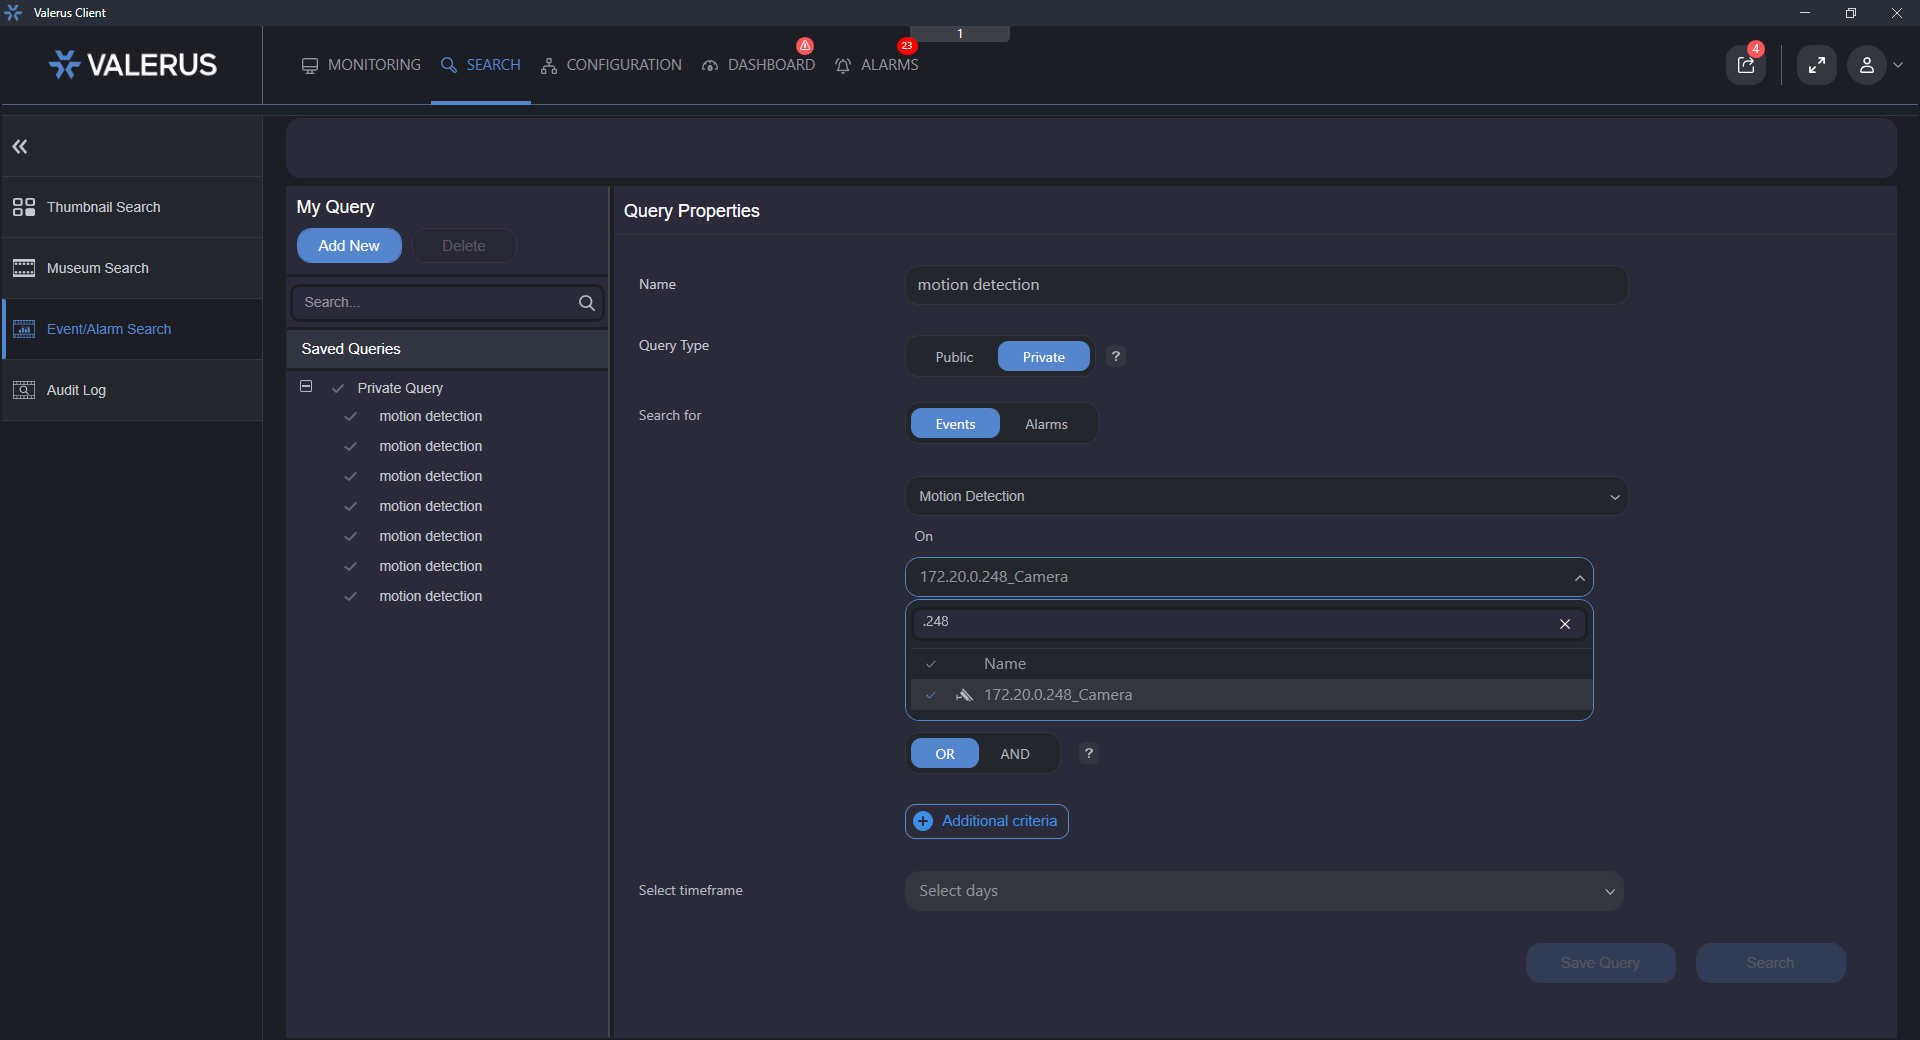 Valerus Client
1
VALERUS
MONITORING
SEARCH
CONFIGURATION
DASHBOARD
23
ALARMS
4
Thumbnail Search
Museum Search
Event/Alarm Search
Audit Log
My Query
Add New
Delete
Search...
Saved Queries
Private Query
motion detection
motion detection
motion detection
motion detection
motion detection
motion detection
motion detection
Query Properties
Name
motion detection
Query Type
Public
Private
?
Search for
Events
Alarms
Motion Detection
On
172.20.0.248_Camera
.248
Name
172.20.0.248_Camera
OR
AND
?
Additional criteria
Select timeframe
Select days
Save Query
Search